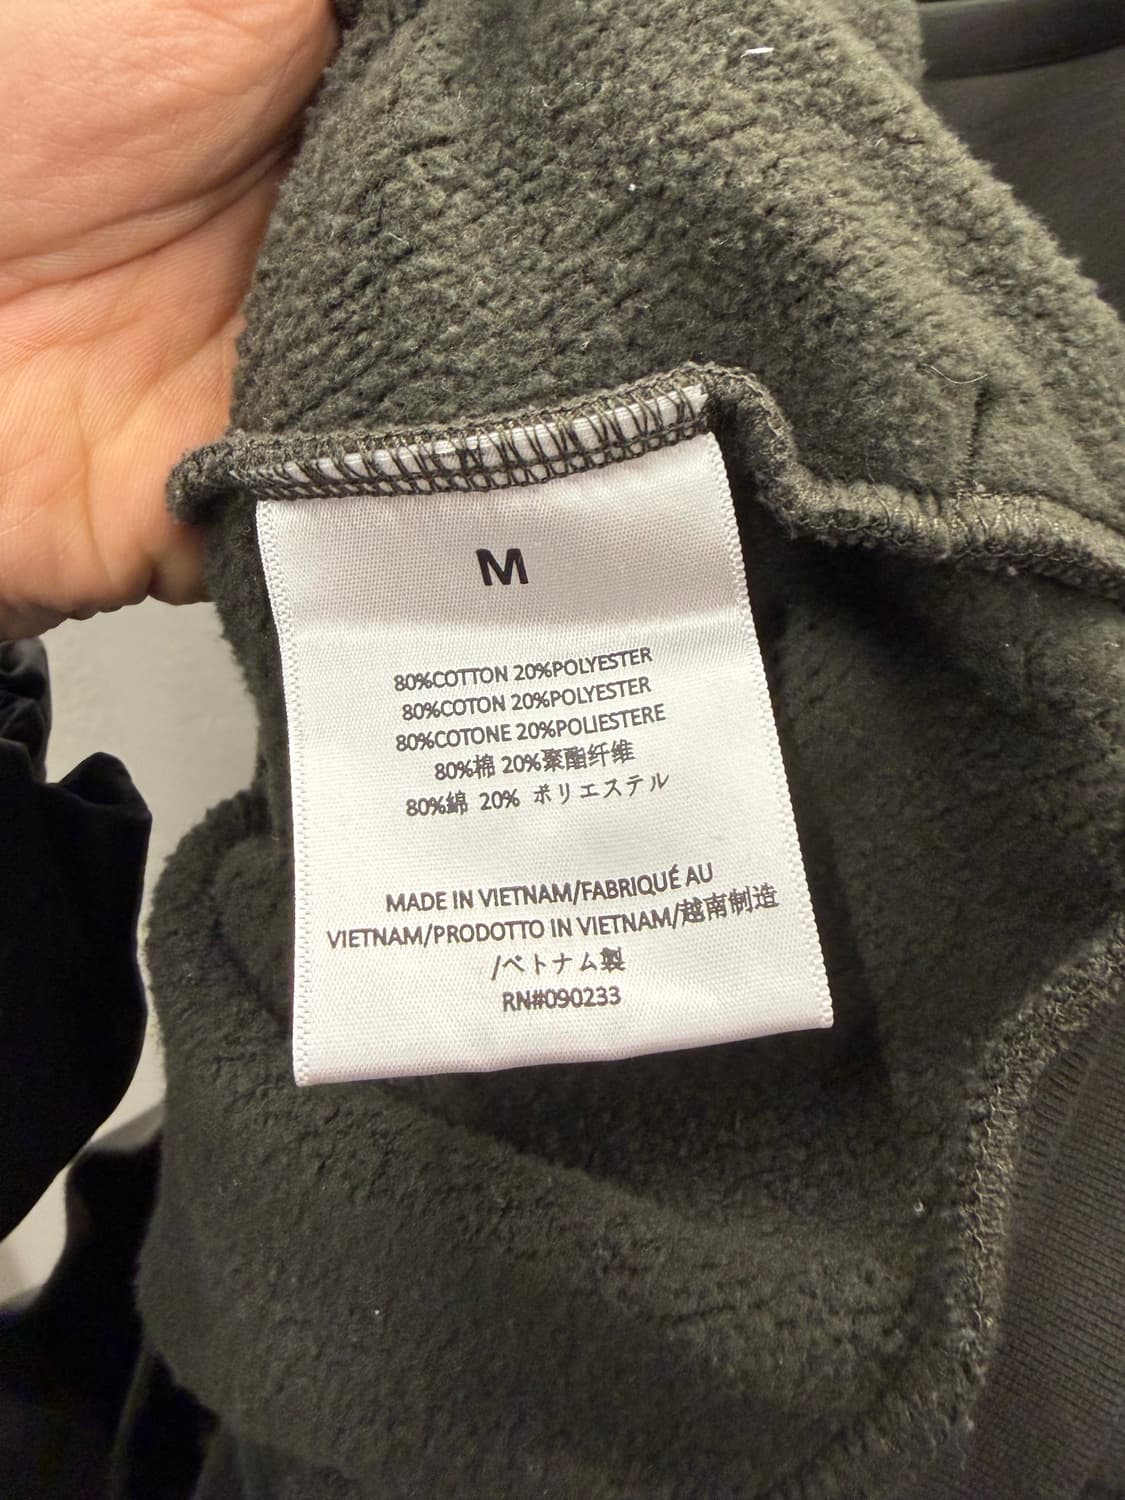 M
80%COTTON 20%POLYESTER
80%COTON 20%POLYESTER
80%COTONE 20%POLIESTERE
80%棉 20%聚酯纤维
80%綿 20% ポリエステル
MADE IN VIETNAM/FABRIQUÉ AU
VIETNAM/PRODOTTO IN VIETNAM/越南制造
/ベトナム製
RN#090233